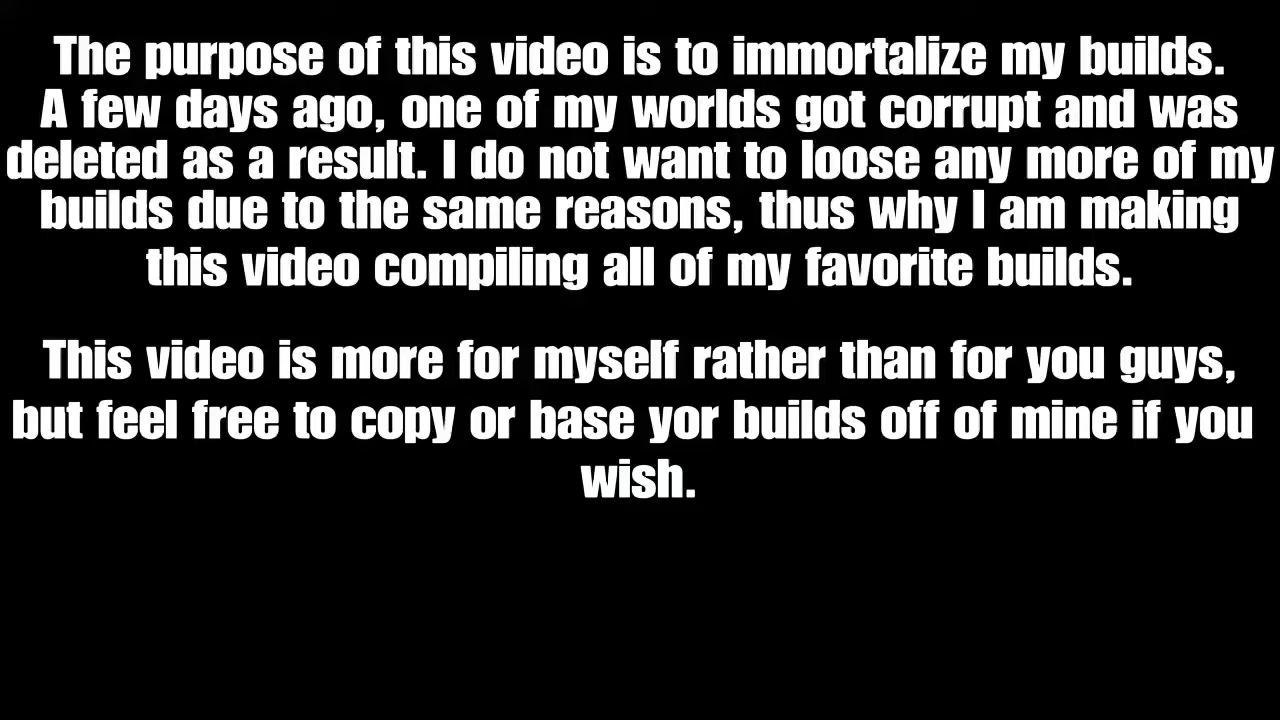 The purpose of this video is to immortalize my builds.
A few days ago, one of my worlds got corrupt and was
deleted as a result. I do not want to loose any more of my
builds due to the same reasons, thus why I am making
this video compiling all of my favorite builds.
This video is more for myself rather than for you guys,
but feel free to copy or base yor builds off of mine if you
wish.